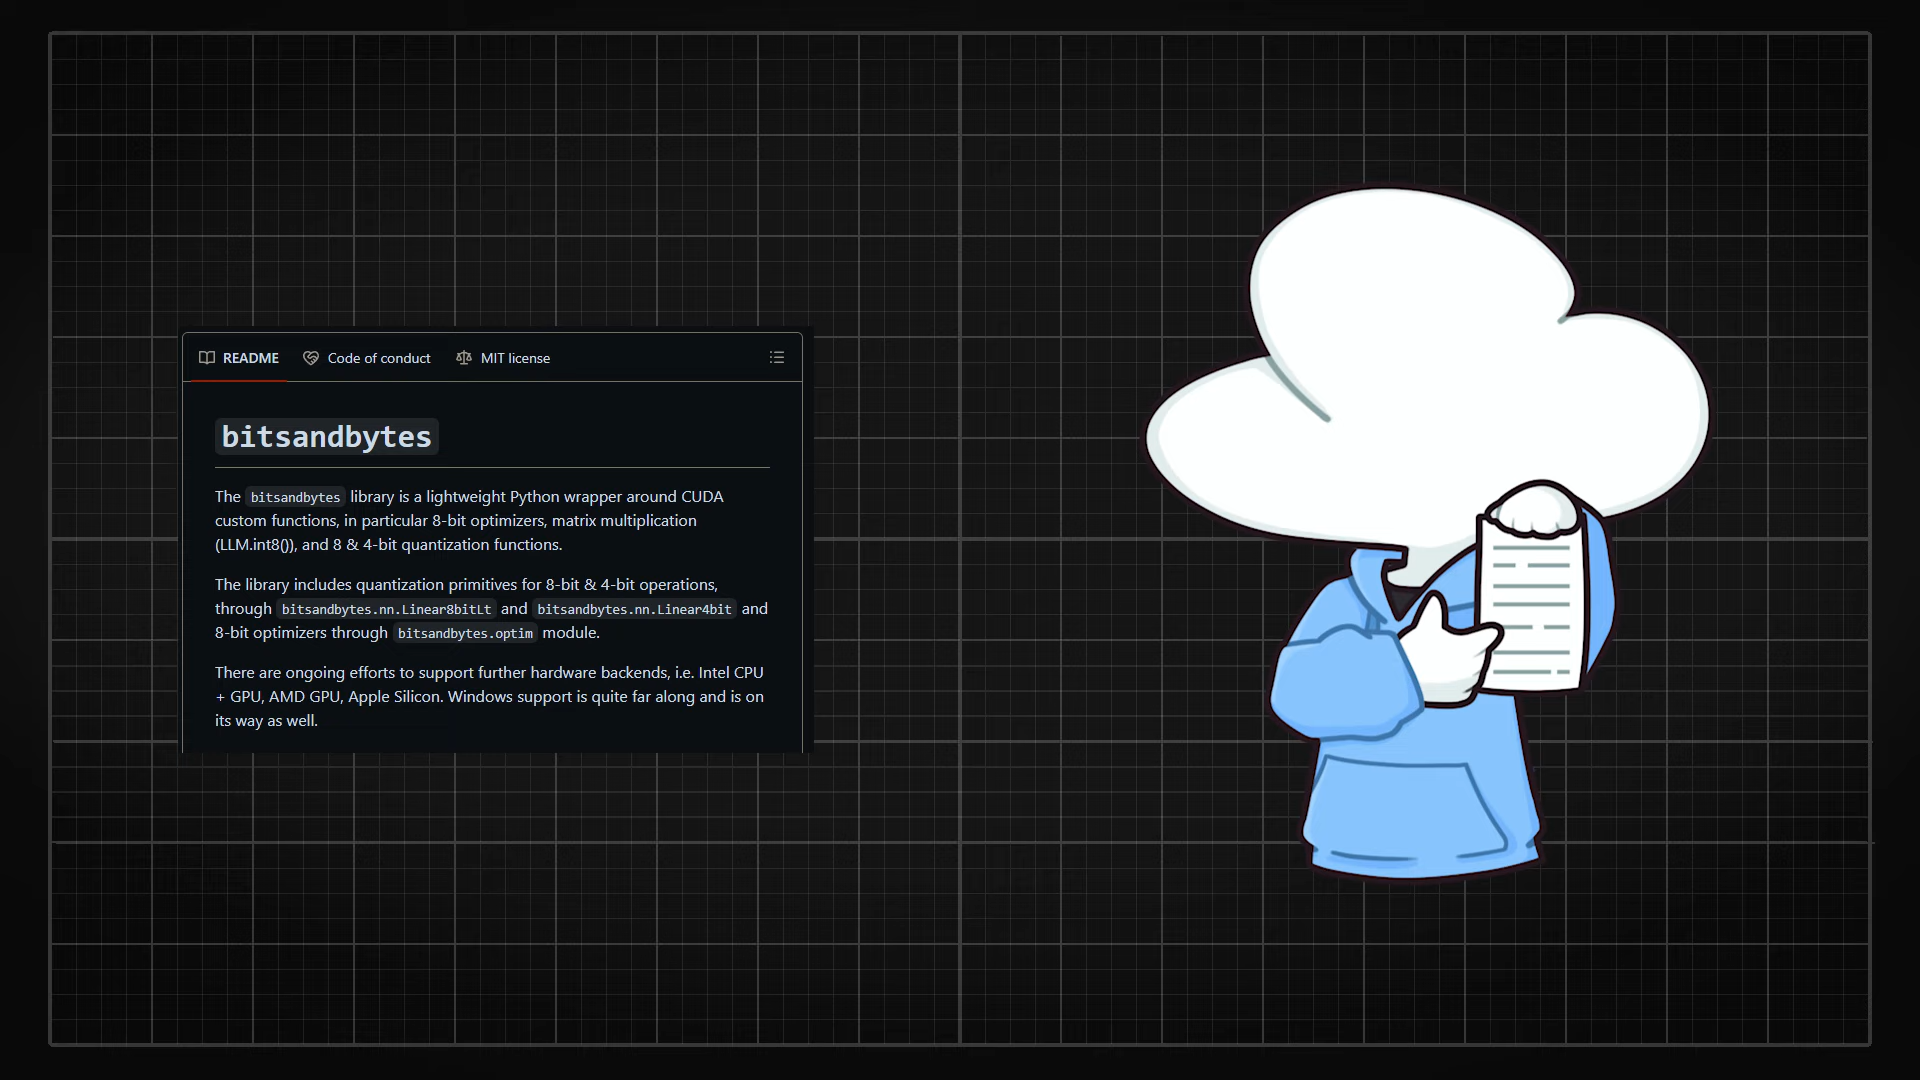 README Code of conduct MIT license
bitsandbytes
The bitsandbytes library is a lightweight Python wrapper around CUDA
custom functions, in particular 8-bit optimizers, matrix multiplication
(LLM.int8()), and 8 & 4-bit quantization functions.
The library includes quantization primitives for 8-bit & 4-bit operations,
through bitsandbytes.nn.Linear8bitLt and bitsandbytes.nn.Linear4bit and
8-bit optimizers through bitsandbytes.optim module.
There are ongoing efforts to support further hardware backends, i.e. Intel CPU
+ GPU, AMD GPU, Apple Silicon. Windows support is quite far along and is on
its way as well.